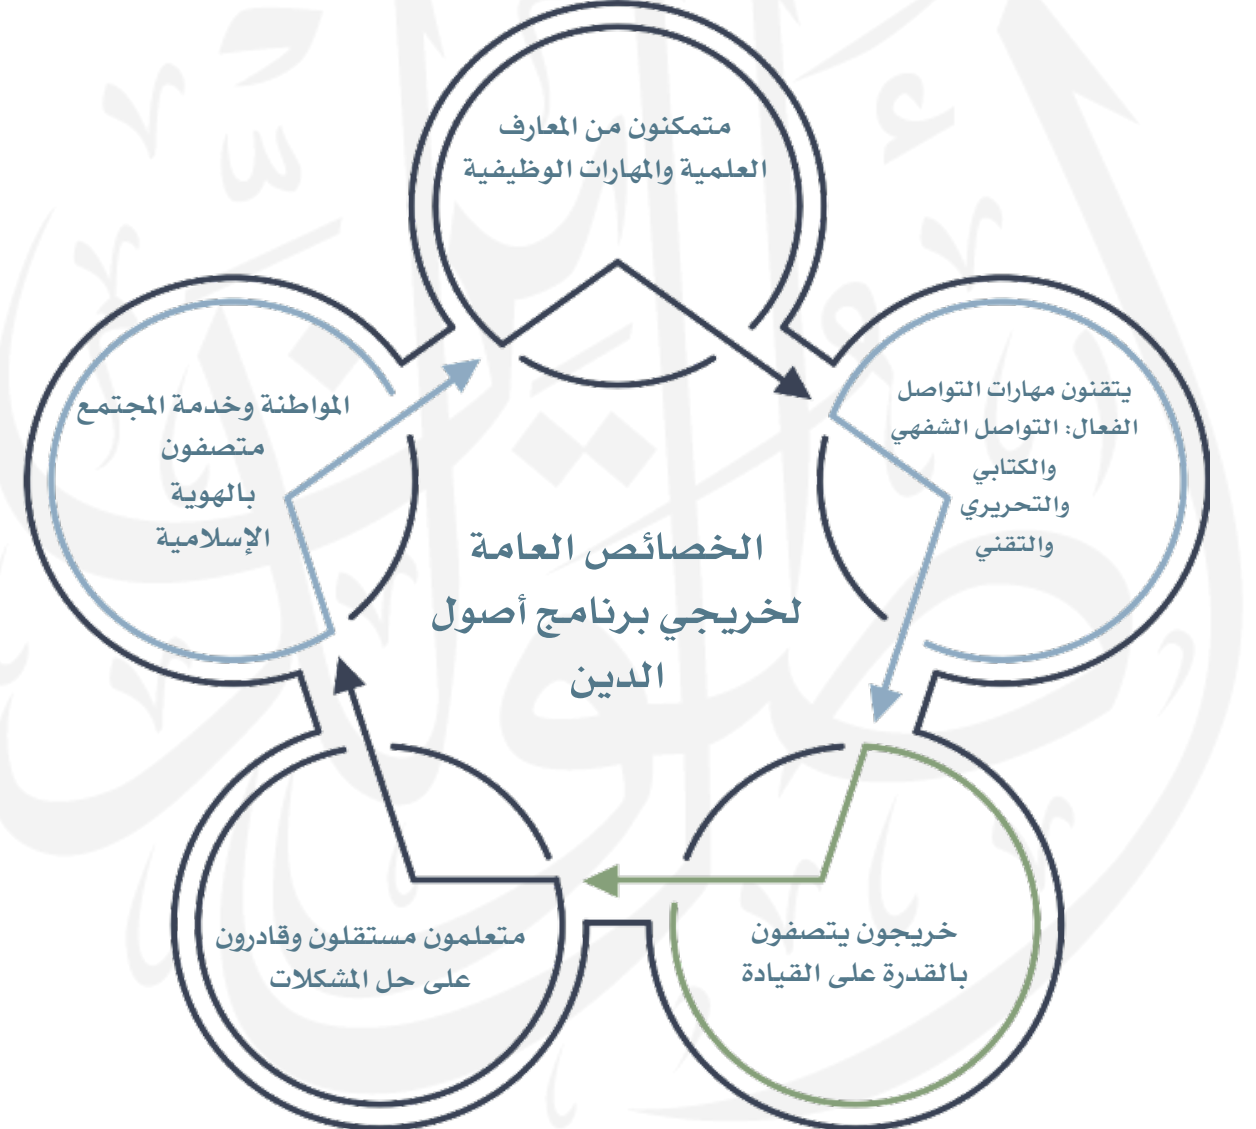 متمكنون من المعارف
العلمية والمهارات الوظيفية
يتقنون مهارات التواصل
الفعال: التواصل الشفهي
والكتابي
والتحريري
والتقني
خريجون يتصفون
بالقدرة على القيادة
متعلمون مستقلون وقادرون
على حل المشكلات
المواطنة وخدمة المجتمع
متصفون
بالهوية
الإسلامية
الخصائص العامة
لخريجي برنامج أصول
الدين